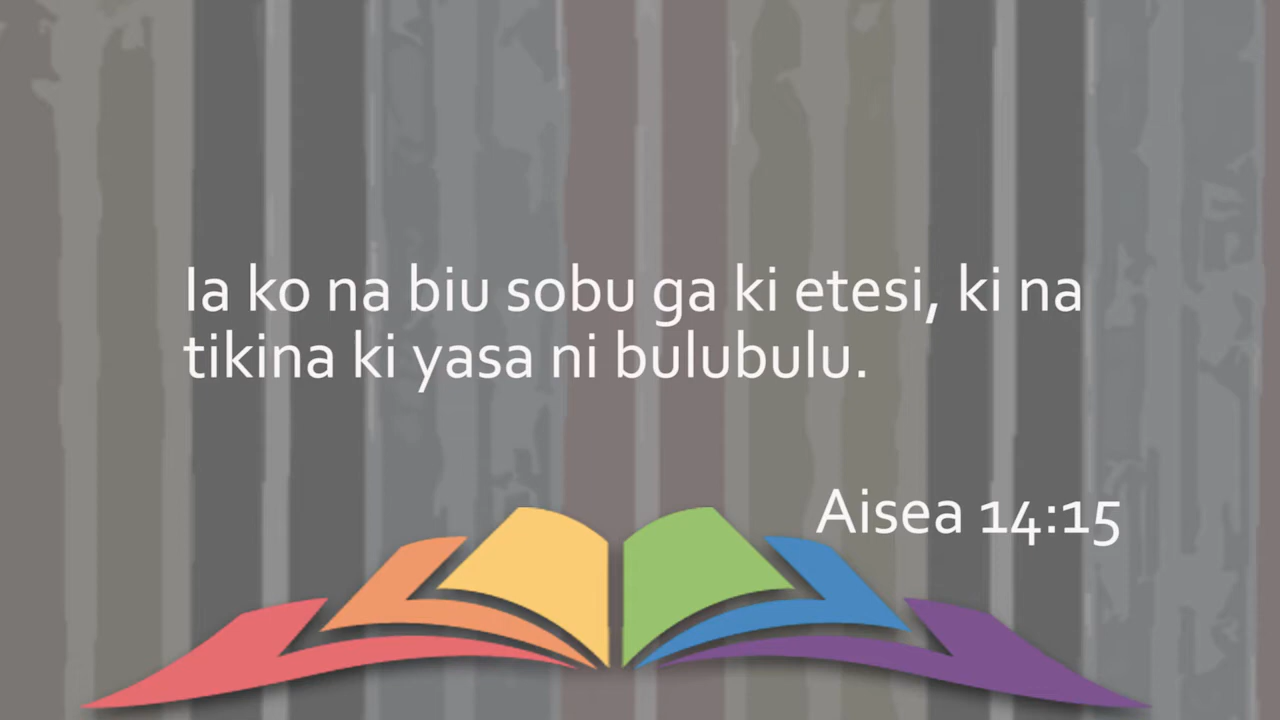 Ia ko na biu sobu ga ki etesi, ki na
tikina ki yasa ni bulubulu.
Aisea 14:15